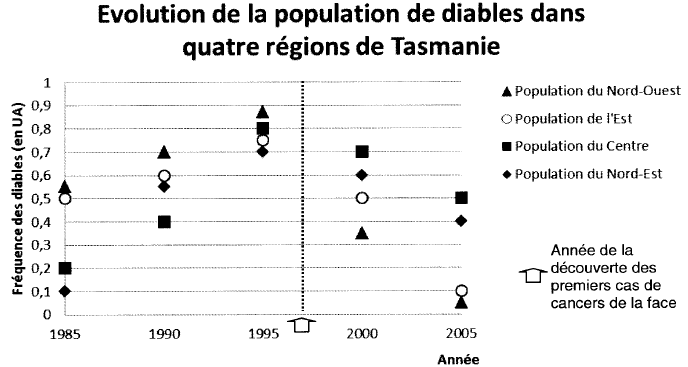 Evolution de la population de diables dans
quatre régions de Tasmanie
Fréquence des diables (en UA)
1
0,9
0,8
0,7
0,6
0,5
0,4
0,3
0,2
0,1
0
1985
1990
1995
2000
2005
Année
Population du Nord-Ouest
Population de l'Est
Population du Centre
Population du Nord-Est
Année de la
découverte des
premiers cas de
cancers de la face